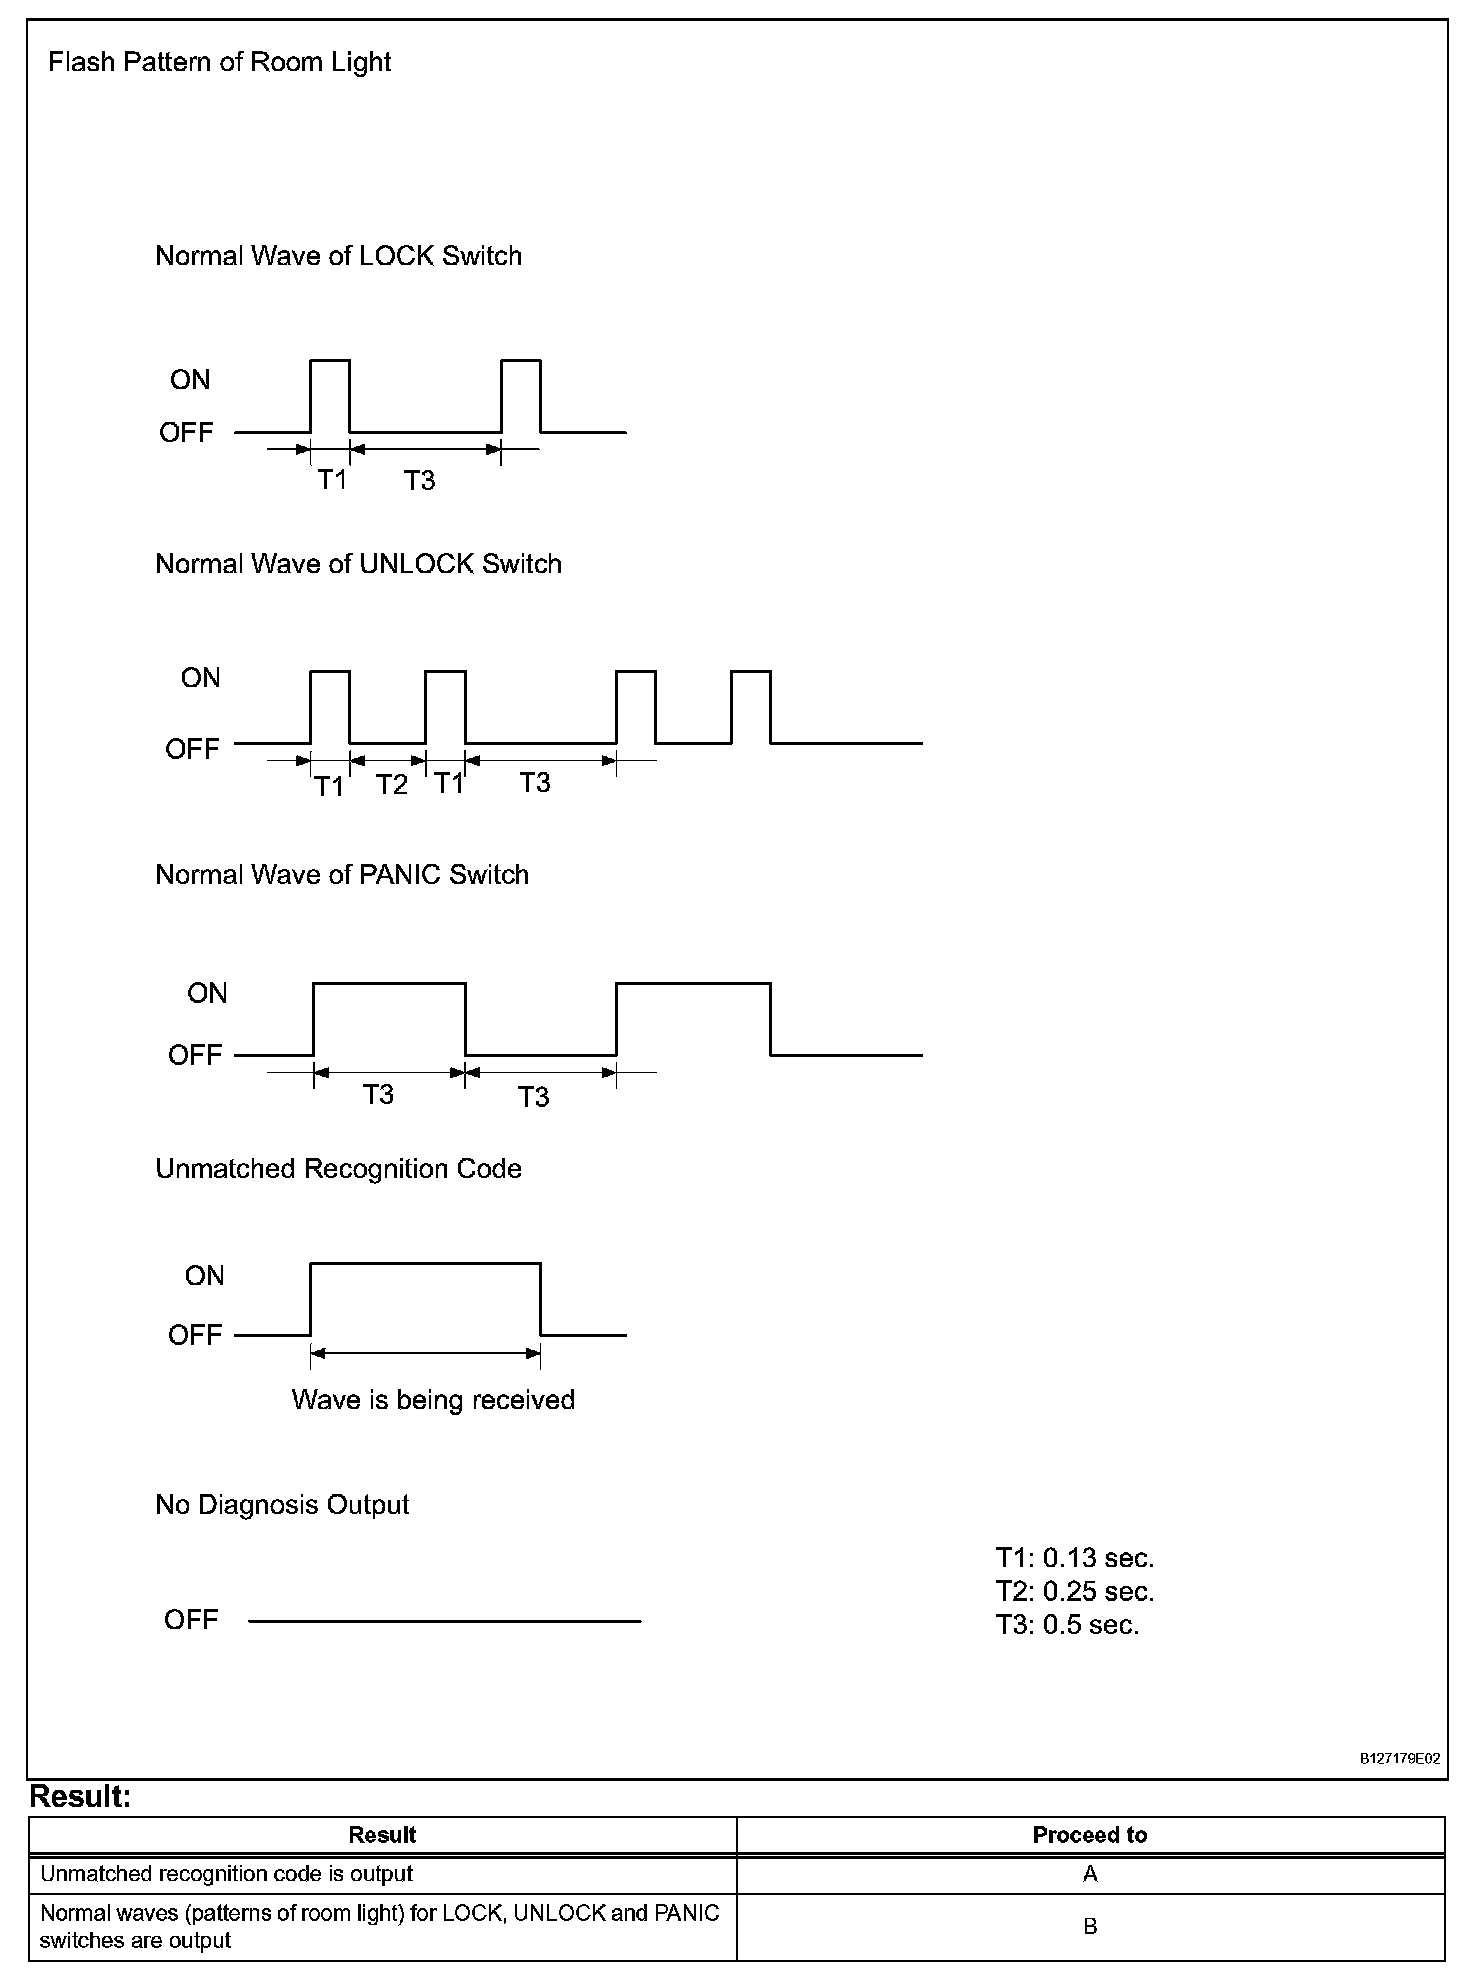 Flash Pattern of Room Light
Normal Wave of LOCK Switch
ON
OFF
T1 T3
Normal Wave of UNLOCK Switch
ON
OFF
T1 T2 T1 T3
Normal Wave of PANIC Switch
ON
OFF
T3 T3
Unmatched Recognition Code
ON
OFF
Wave is being received
No Diagnosis Output
OFF
T1: 0.13 sec.
T2: 0.25 sec.
T3: 0.5 sec.
B127179E02
Result:
Result Proceed to
Unmatched recognition code is output A
Normal waves (patterns of room light) for LOCK, UNLOCK and PANIC
switches are output B